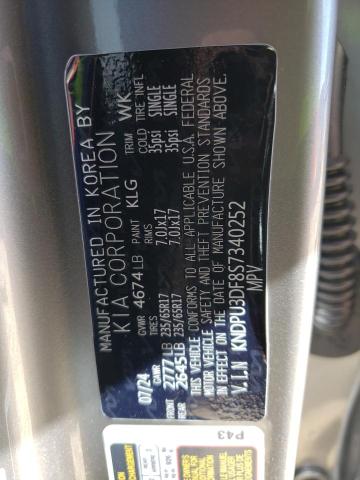 MANUFACTURED IN KOREA BY
KIA CORPORATION
07/24 GVWR 4674LB PAINT KLG TRIM WK
GAWR TIRES RIMS COLD TIRE INFL
FRONT 2777LB 235/65R17 7.0Jx17 35psi SINGLE
REAR 2645LB 235/65R17 7.0Jx17 35psi SINGLE
THIS VEHICLE CONFORMS TO ALL APPLICABLE U.S.A. FEDERAL
MOTOR VEHICLE SAFETY AND THEFT PREVENTION STANDARDS
IN EFFECT ON THE DATE OF MANUFACTURE SHOWN ABOVE.
V.I.N KNDPU3DF8S7340252
MPV
P43